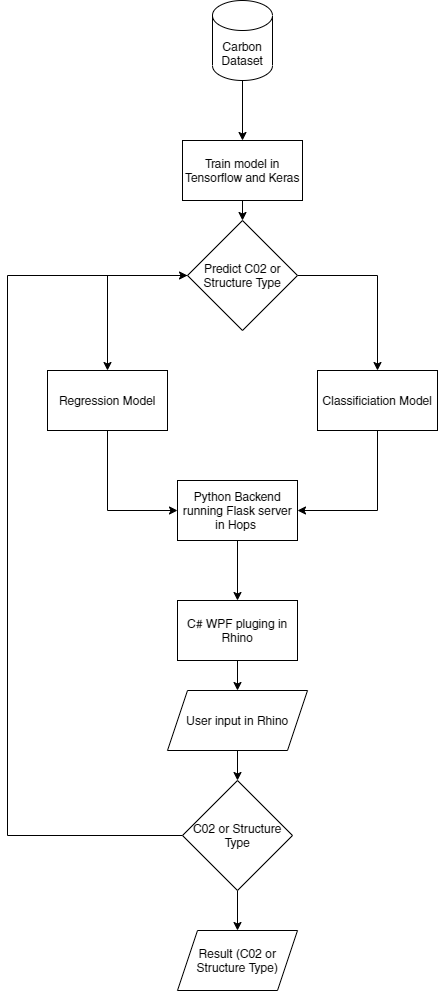 Carbon
Dataset
Train model in
Tensorflow and Keras
Predict C02 or
Structure Type
Regression Model
Classificiation Model
Python Backend
running Flask server
in Hops
C# WPF pluging in
Rhino
User input in Rhino
C02 or Structure
Type
Result (C02 or
Structure Type)